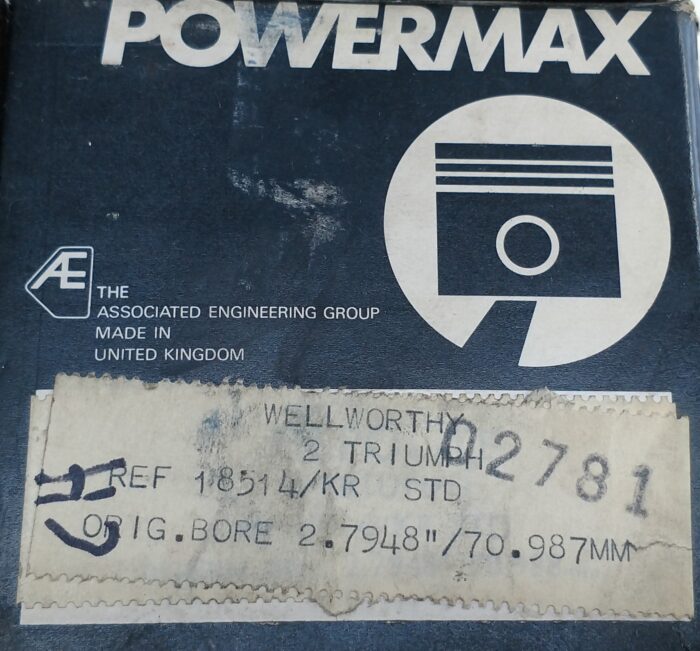 POWERMAX
Æ
THE
ASSOCIATED ENGINEERING GROUP
MADE IN
UNITED KINGDOM
WELLWORTHY
2 TRIUMPH
02781
REF 18514/KR STD
ORIG.BORE 2.7948"/70.987MM